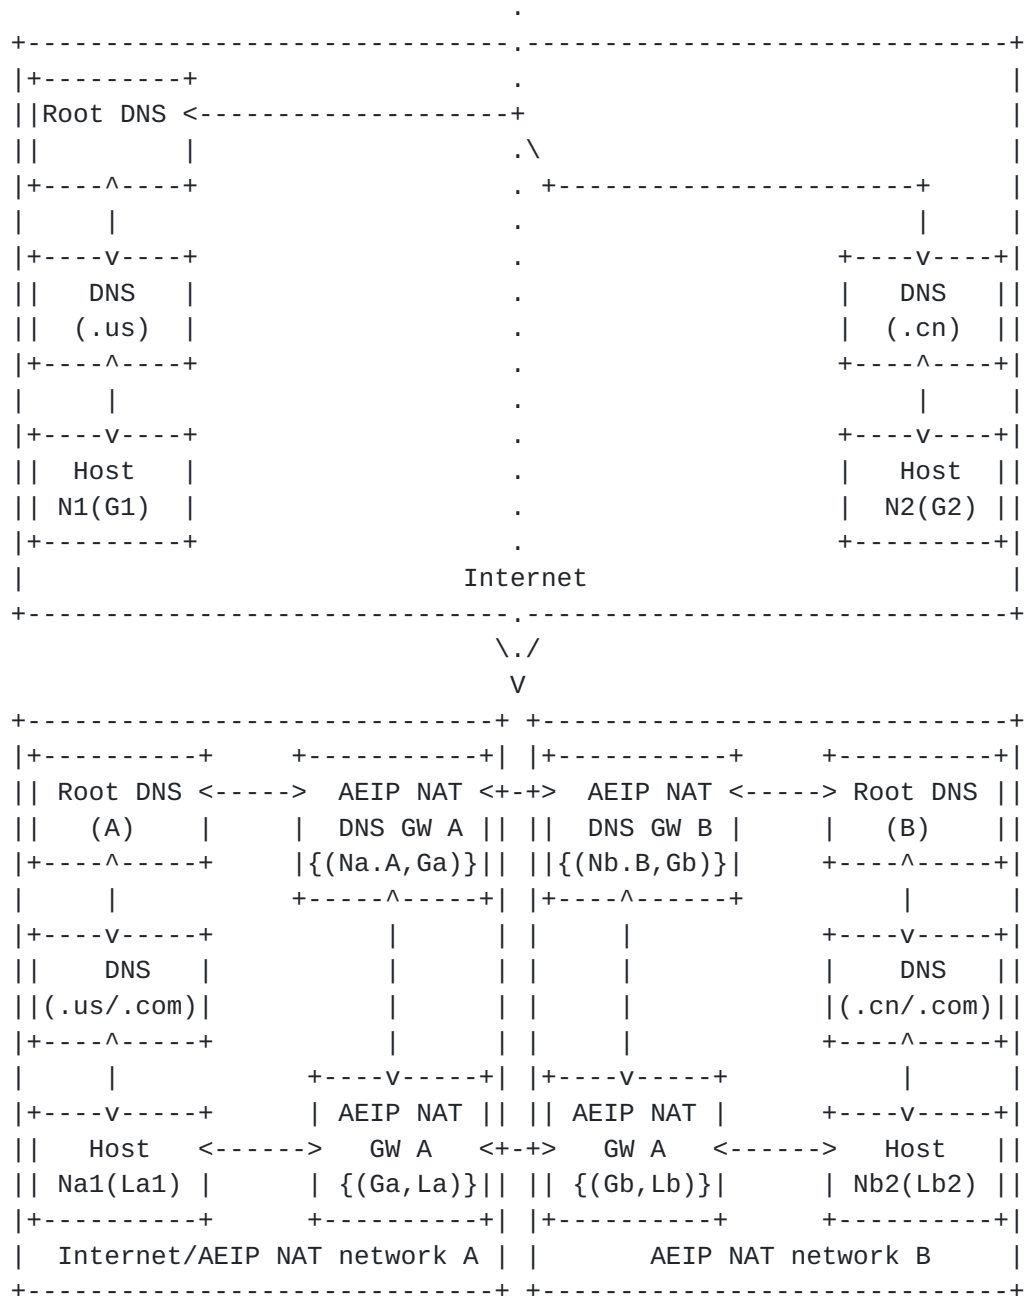 .
+-------------------------------.-------------------------------+
|+---------+                    .                               |
||Root DNS <--------------------+                               |
||         |                    .\                              |
|+----^----+                    . +-----------------------+     |
|     |                         .                         |     |
|+----v----+                    .                    +----v----+|
||   DNS   |                    .                    |   DNS   ||
||  (.us)  |                    .                    |  (.cn)  ||
|+----^----+                    .                    +----^----+|
|     |                         .                         |     |
|+----v----+                    .                    +----v----+|
||  Host   |                    .                    |   Host  ||
|| N1(G1)  |                    .                    |  N2(G2) ||
|+---------+                    .                    +---------+|
|                            Internet                           |
+-------------------------------.-------------------------------+
                               \./
                                V
+------------------------------+ +------------------------------+
|+----------+     +-----------+| |+-----------+     +----------+|
|| Root DNS <----->  AEIP NAT <+-+>  AEIP NAT <-----> Root DNS ||
||   (A)    |     |  DNS GW A || ||  DNS GW B |     |   (B)    ||
|+----^-----+     |{(Na.A,Ga)}|| ||{(Nb.B,Gb)}|     +----^-----+|
|     |           +-----^-----+| |+----^------+          |      |
|+----v-----+           |      | |     |            +----v-----+|
||    DNS   |           |      | |     |            |    DNS   ||
||(.us/.com)|           |      | |     |            |(.cn/.com)||
|+----^-----+           |      | |     |            +----^-----+|
|     |            +----v-----+| |+----v-----+           |      |
|+----v-----+      | AEIP NAT || || AEIP NAT |      +----v-----+|
||   Host   <------>   GW A   <+-+>   GW A   <------>   Host   ||
|| Na1(La1) |      | {(Ga,La)}|| || {(Gb,Lb)}|      | Nb2(Lb2) ||
|+----------+      +----------+| |+----------+      +----------+|
|  Internet/AEIP NAT network A | |       AEIP NAT network B     |
+------------------------------+ +------------------------------+